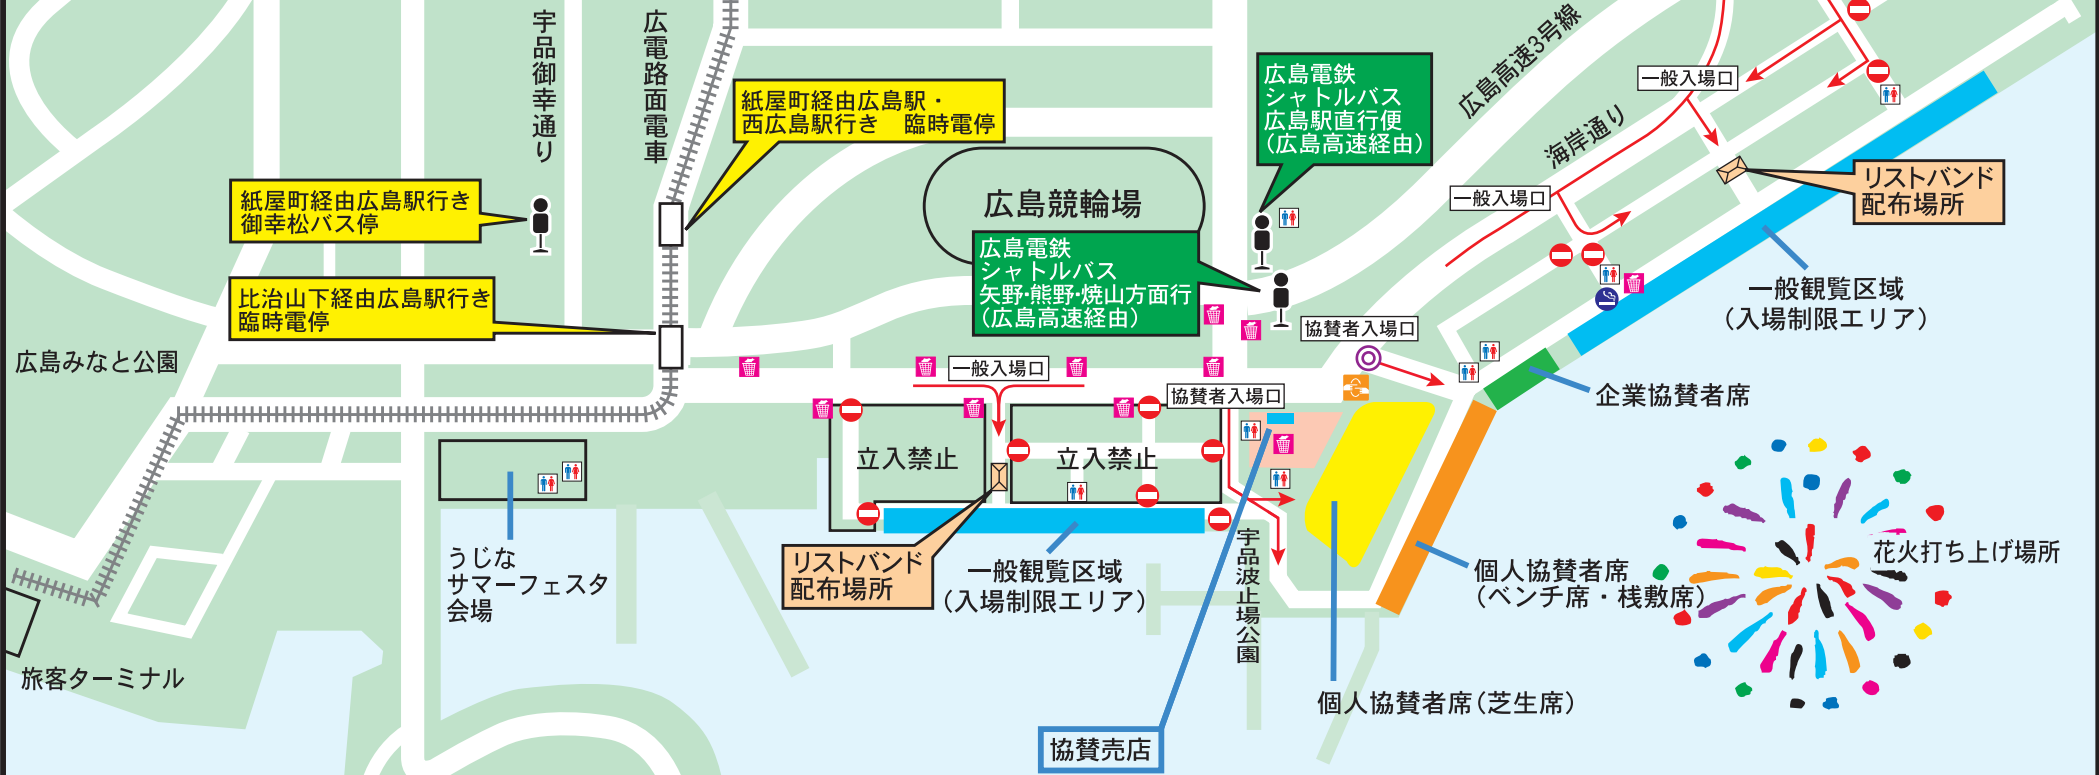 宇品御幸通り
広電路面電車
紙屋町経由広島駅・
西広島駅行き　臨時電停
広島電鉄
シャトルバス
広島駅直行便
（広島高速経由）
広島高速3号線
一般入場口
海岸通り
リストバンド
配布場所
一般入場口
紙屋町経由広島駅行き
御幸松バス停
広島競輪場
広島電鉄
シャトルバス
矢野・熊野・焼山方面行
（広島高速経由）
一般観覧区域
（入場制限エリア）
比治山下経由広島駅行き
臨時電停
協賛者入場口
広島みなと公園
一般入場口
協賛者入場口
企業協賛者席
立入禁止
立入禁止
うじな
サマーフェスタ
会場
リストバンド
配布場所
一般観覧区域
（入場制限エリア）
宇品波止場公園
個人協賛者席
（ベンチ席・桟敷席）
花火打ち上げ場所
旅客ターミナル
個人協賛者席（芝生席）
協賛売店